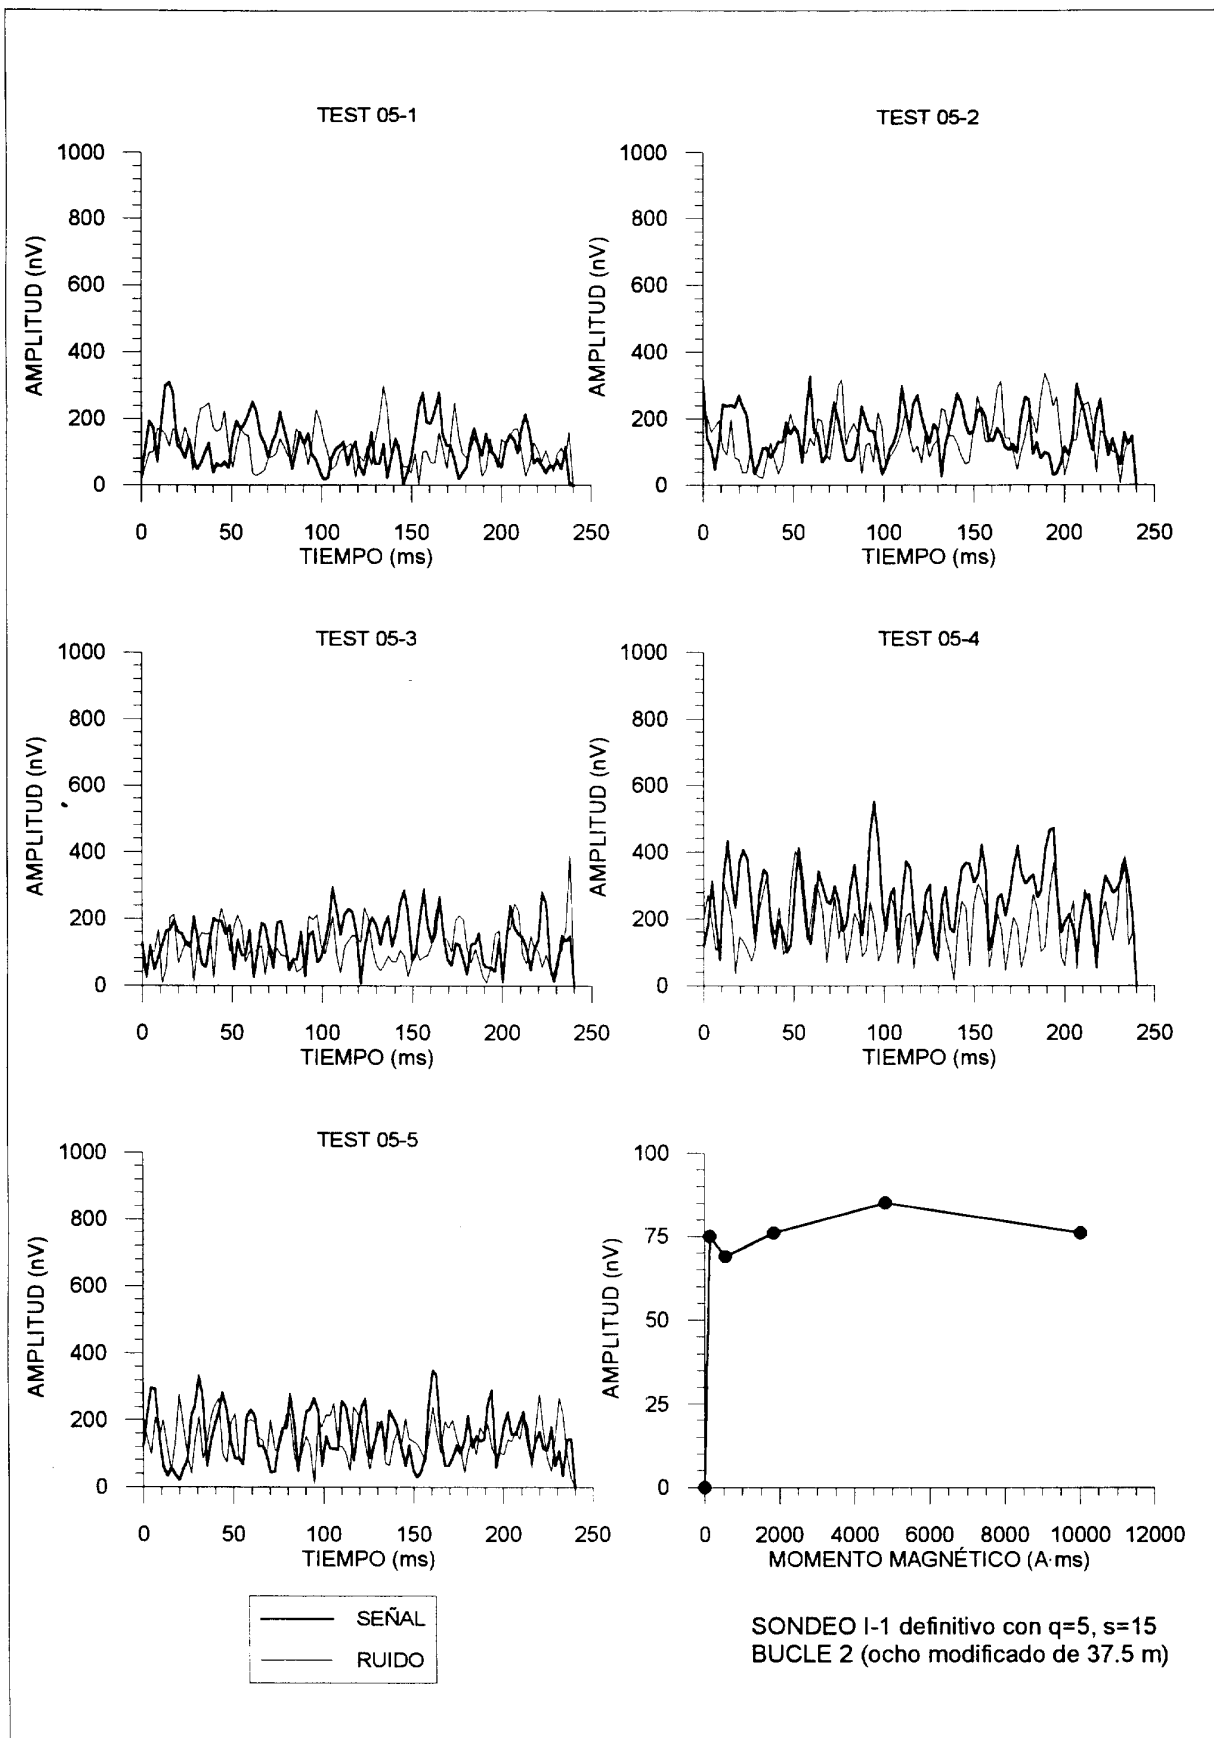 TEST 05-1
AMPLITUD (nV)
1000
800
600
400
200
0
0 50 100 150 200 250
TIEMPO (ms)
TEST 05-2
AMPLITUD (nV)
1000
800
600
400
200
0
0 50 100 150 200 250
TIEMPO (ms)
TEST 05-3
AMPLITUD (nV)
1000
800
600
400
200
0
0 50 100 150 200 250
TIEMPO (ms)
TEST 05-4
AMPLITUD (nV)
1000
800
600
400
200
0
0 50 100 150 200 250
TIEMPO (ms)
TEST 05-5
AMPLITUD (nV)
1000
800
600
400
200
0
0 50 100 150 200 250
TIEMPO (ms)
AMPLITUD (nV)
100
75
50
25
0
0 2000 4000 6000 8000 10000 12000
MOMENTO MAGNÉTICO (A·ms)
SEÑAL
RUIDO
SONDEO I-1 definitivo con q=5, s=15
BUCLE 2 (ocho modificado de 37.5 m)